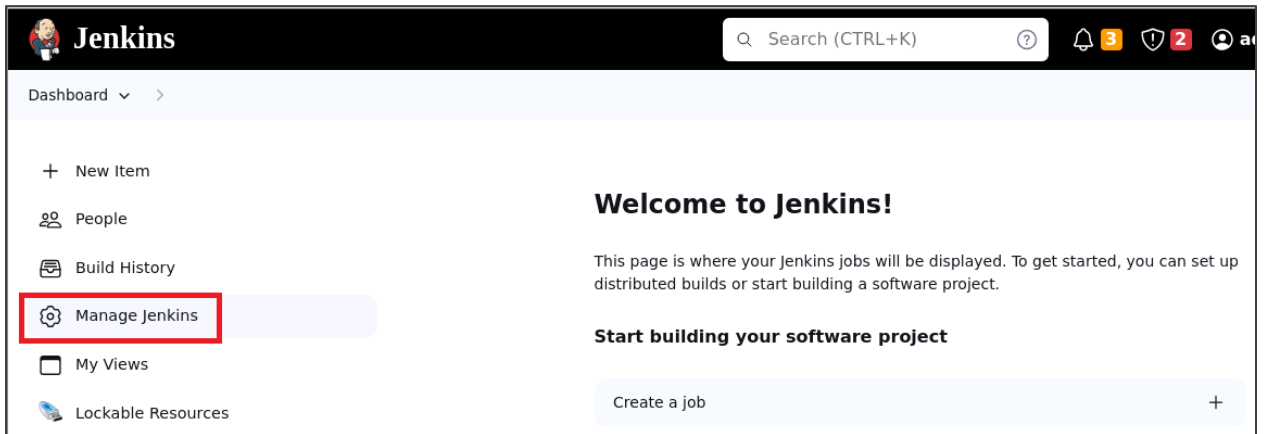 Jenkins
Search (CTRL+K)
3
2
Dashboard
New Item
People
Build History
Manage Jenkins
My Views
Lockable Resources
Welcome to Jenkins!
This page is where your Jenkins jobs will be displayed. To get started, you can set up
distributed builds or start building a software project.
Start building your software project
Create a job